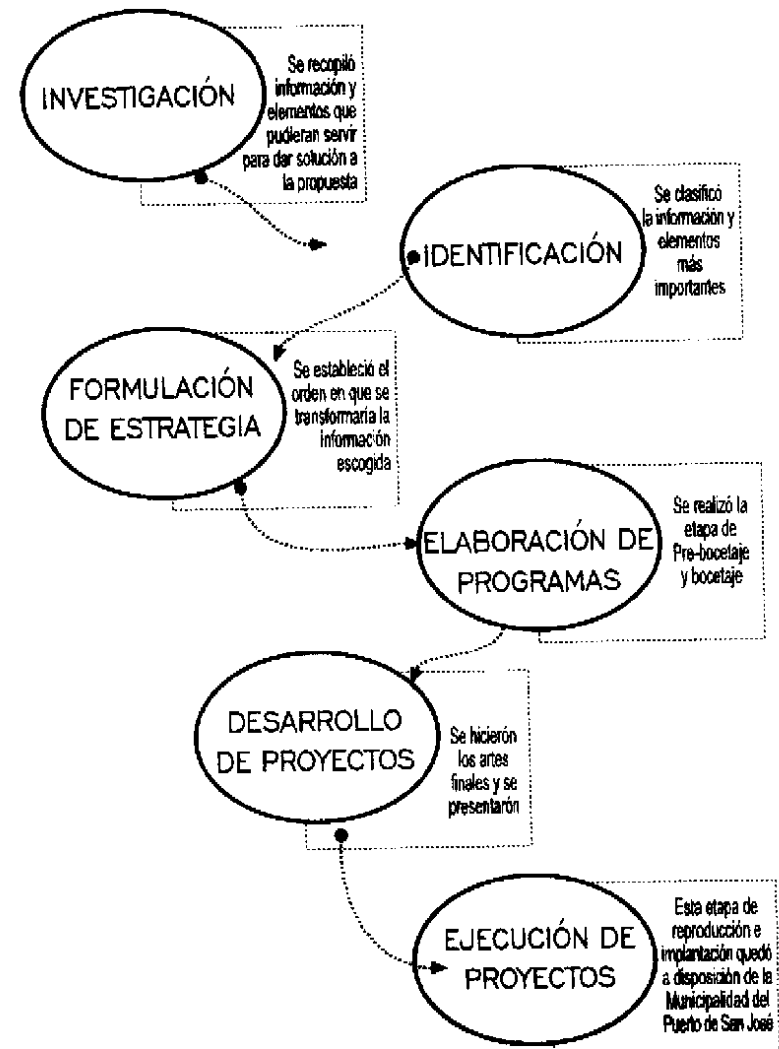 INVESTIGACIÓN
Se recopiló
información y
elementos que
pudieran servir
para dar solución a
la propuesta
IDENTIFICACIÓN
Se clasificó
la información y
elementos
más
importantes
FORMULACIÓN
DE ESTRATEGIA
Se estableció el
orden en que se
transformaría la
información
escogida
ELABORACIÓN DE
PROGRAMAS
Se realizó la
etapa de
Pre-bocetaje
y bocetaje
DESARROLLO
DE PROYECTOS
Se hicierón
los artes
finales y se
presentarón
EJECUCIÓN DE
PROYECTOS
Esta etapa de
reproducción e
implantación quedó
a disposición de la
Municipalidad del
Puerto de San José